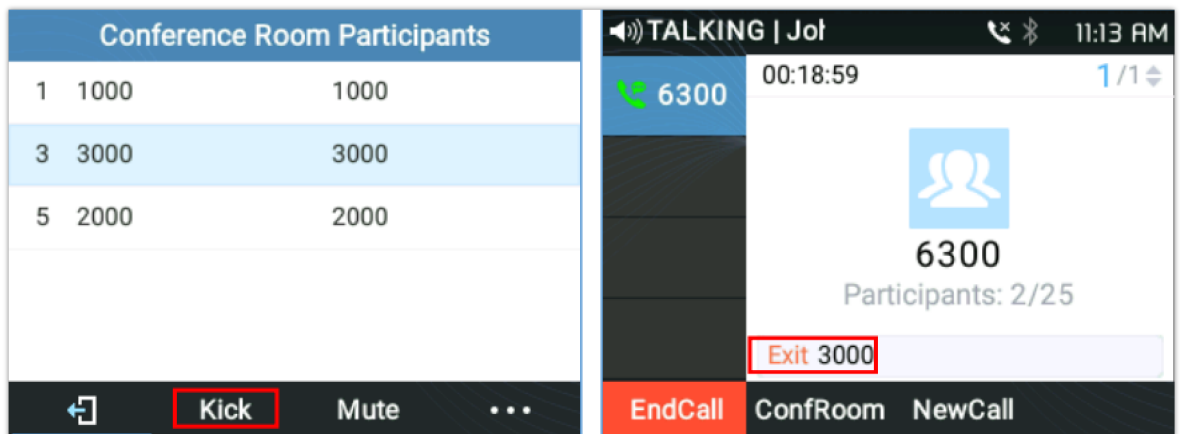 Conference Room Participants
1 1000 1000
3 3000 3000
5 2000 2000
Kick Mute ...
TALKING | Joh 11:13 AM
6300
00:18:59 1/1
6300
Participants: 2/25
Exit 3000
EndCall ConfRoom NewCall